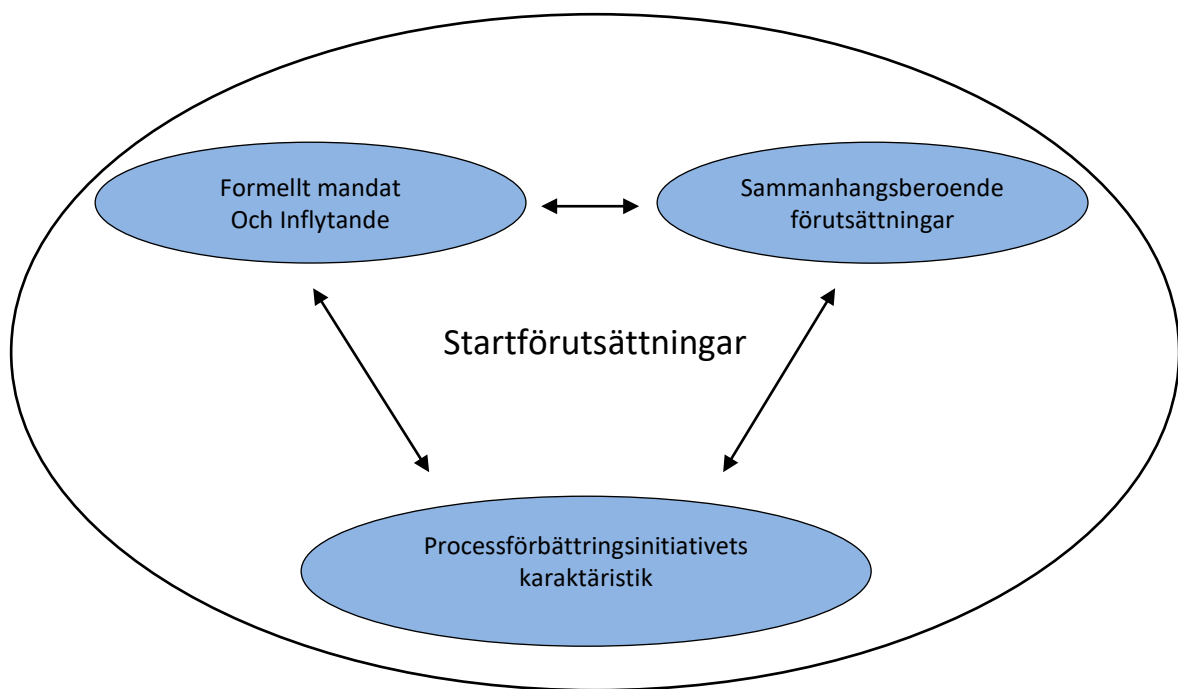 Formellt mandat
Och Inflytande
Sammanhangsberoende
förutsättningar
Startförutsättningar
Processförbättringsinitiativets
karaktäristik